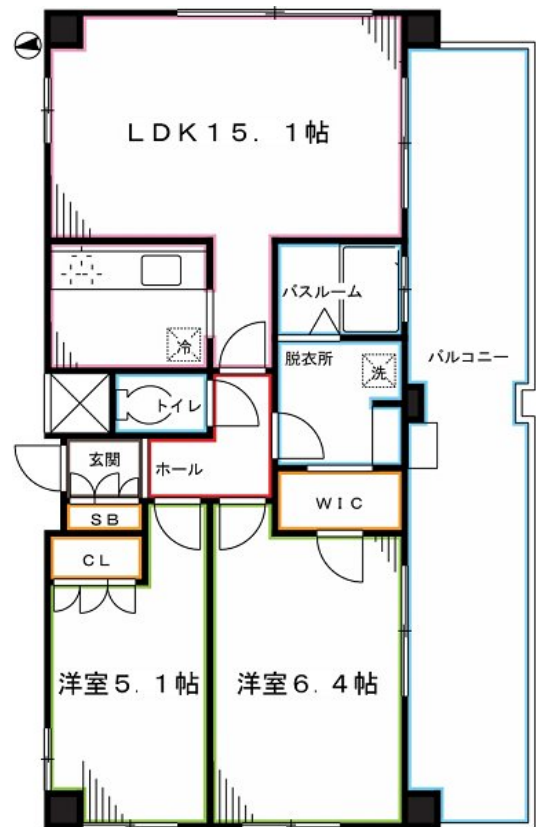 LDK15.1帖
バスルーム
冷
脱衣所
洗
バルコニー
トイレ
玄関
ホール
SB
WIC
CL
洋室5.1帖
洋室6.4帖